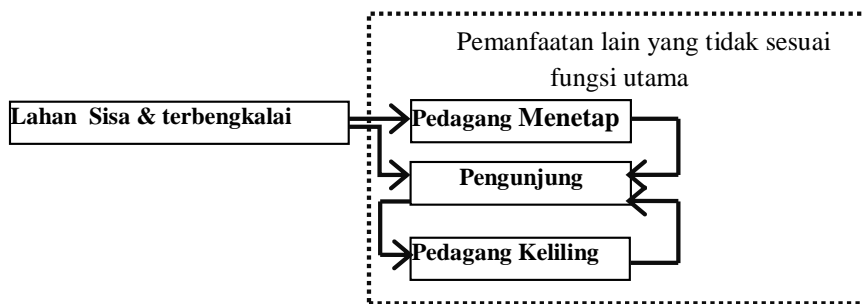 Pemanfaatan lain yang tidak sesuai
fungsi utama
Lahan Sisa & terbengkalai
Pedagang Menetap
Pengunjung
Pedagang Keliling